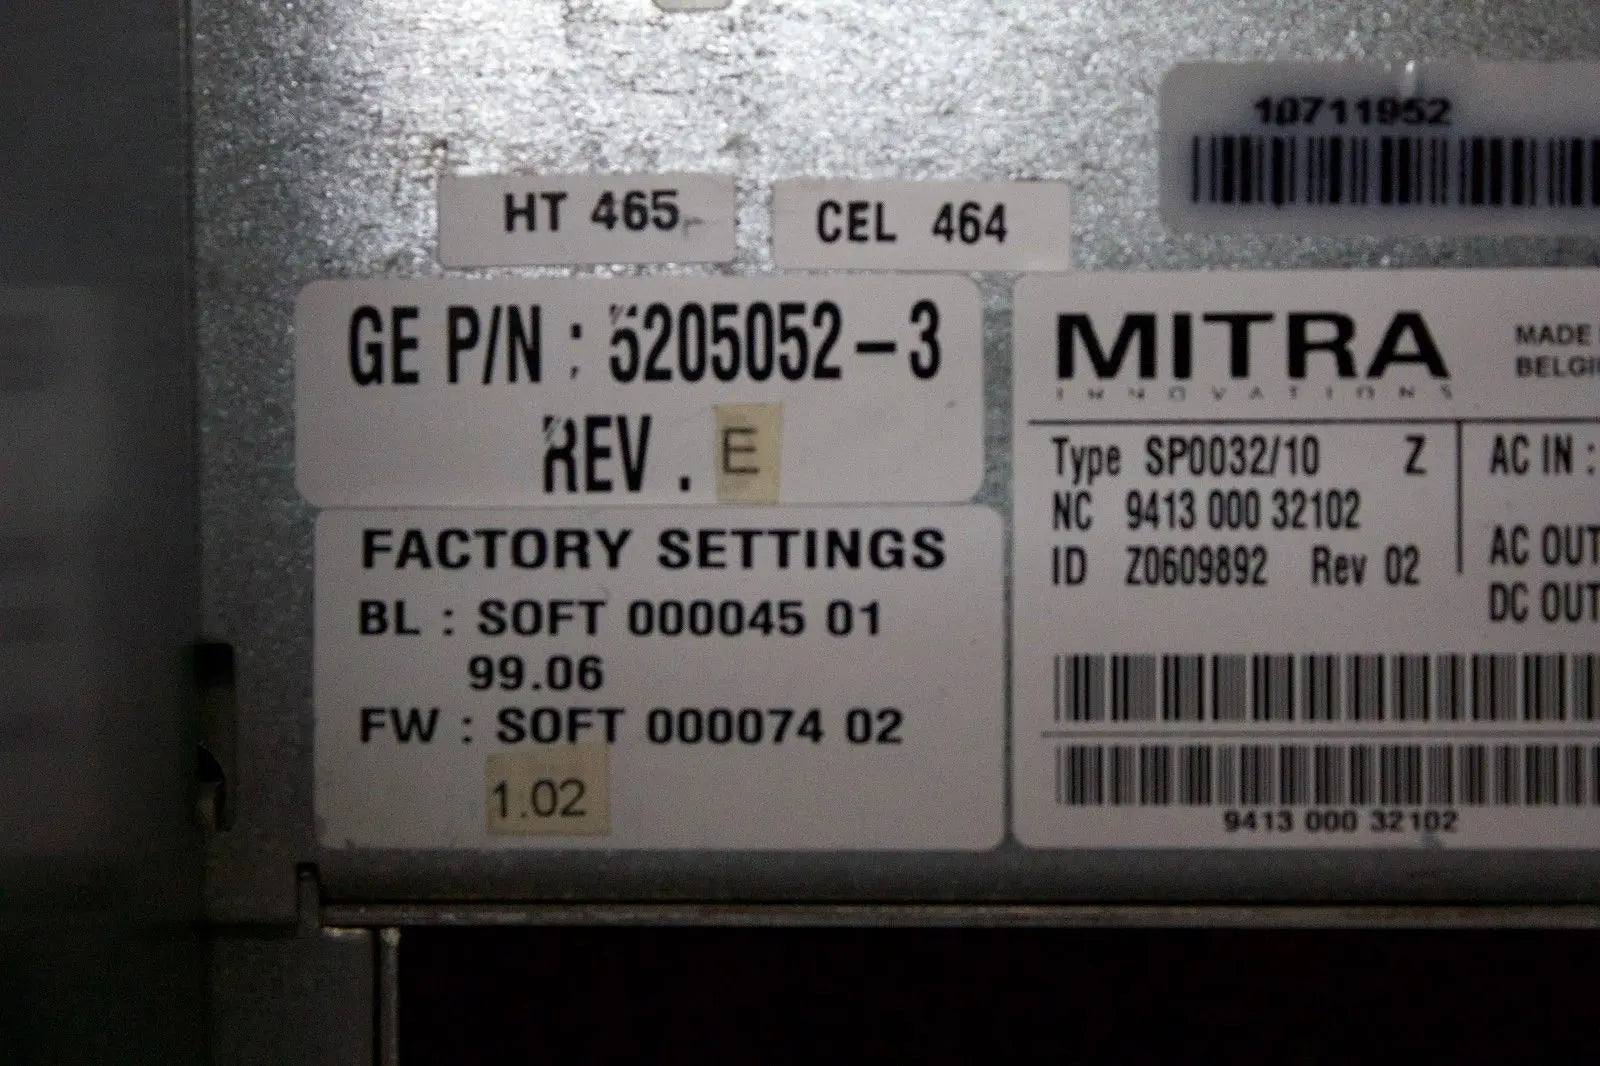 10711952
HT 465
CEL 464
GE P/N : 5205052-3
REV . E
FACTORY SETTINGS
BL : SOFT 000045 01
99.06
FW : SOFT 000074 02
1.02
MITRA
INNOVATIONS
MADE
BELGI
Type SP0032/10 Z
NC 9413 000 32102
ID Z0609892 Rev 02
AC IN :
AC OUT
DC OUT
9413 000 32102